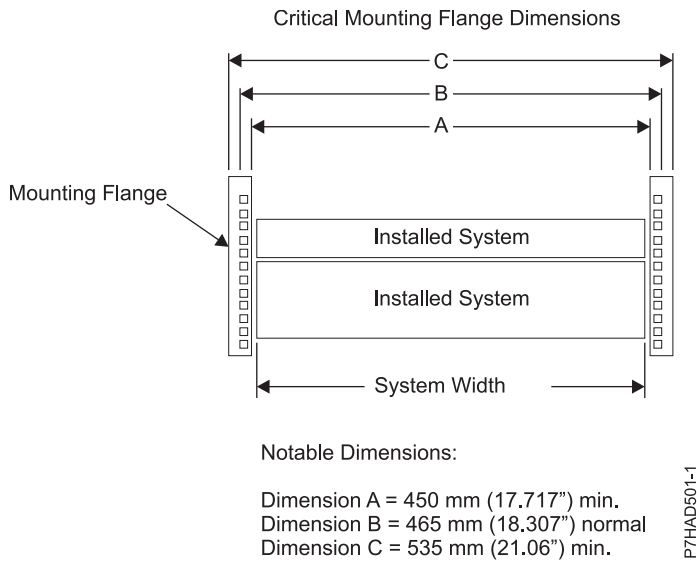 Critical Mounting Flange Dimensions
C
B
A
Mounting Flange
Installed System
Installed System
System Width
Notable Dimensions:
Dimension A = 450 mm (17.717”) min.
Dimension B = 465 mm (18.307”) normal
Dimension C = 535 mm (21.06”) min.
P7HAD501-1